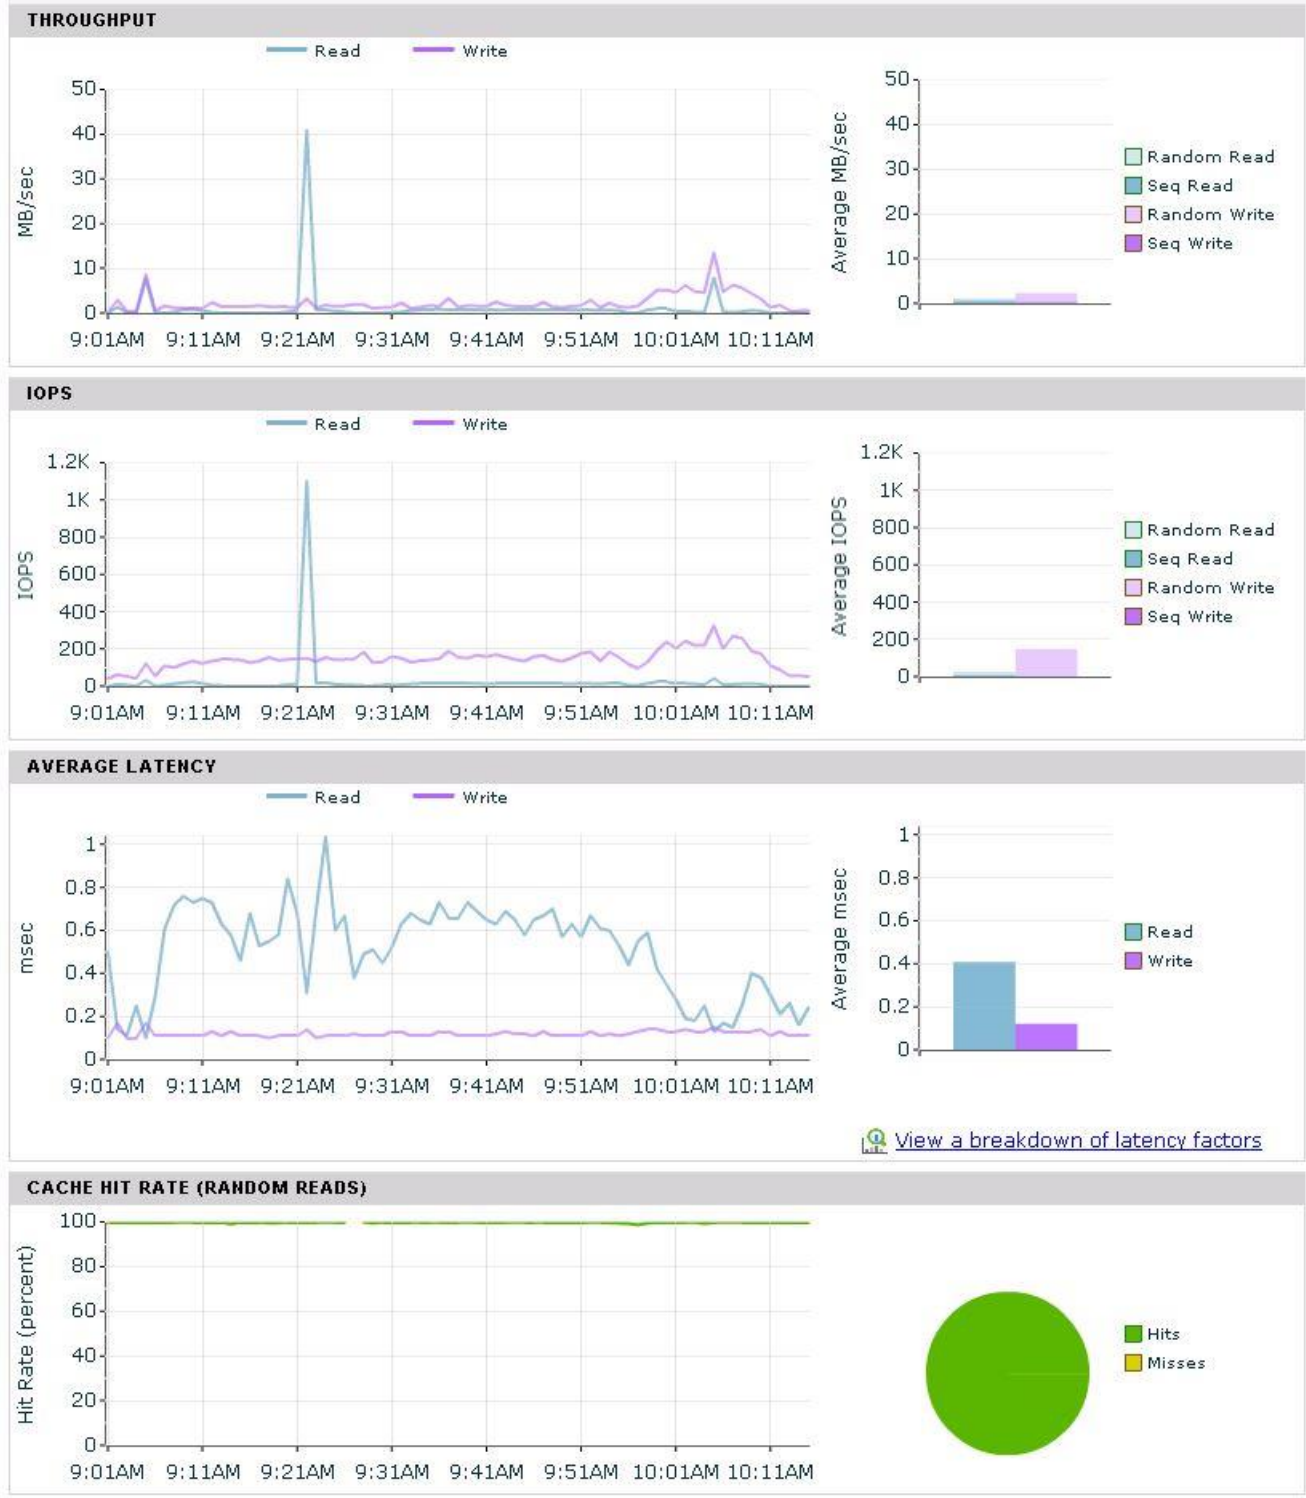 THROUGHPUT
Read Write
MB/sec
50
40
30
20
10
0
9:01AM 9:11AM 9:21AM 9:31AM 9:41AM 9:51AM 10:01AM 10:11AM
Average MB/sec
50
40
30
20
10
0
Random Read
Seq Read
Random Write
Seq Write
IOPS
Read Write
IOPS
1.2K
1K
800
600
400
200
0
9:01AM 9:11AM 9:21AM 9:31AM 9:41AM 9:51AM 10:01AM 10:11AM
Average IOPS
1.2K
1K
800
600
400
200
0
Random Read
Seq Read
Random Write
Seq Write
AVERAGE LATENCY
Read Write
msec
1
0.8
0.6
0.4
0.2
0
9:01AM 9:11AM 9:21AM 9:31AM 9:41AM 9:51AM 10:01AM 10:11AM
Average msec
1
0.8
0.6
0.4
0.2
0
Read
Write
View a breakdown of latency factors
CACHE HIT RATE (RANDOM READS)
Hit Rate (percent)
100
80
60
40
20
0
9:01AM 9:11AM 9:21AM 9:31AM 9:41AM 9:51AM 10:01AM 10:11AM
Hits
Misses